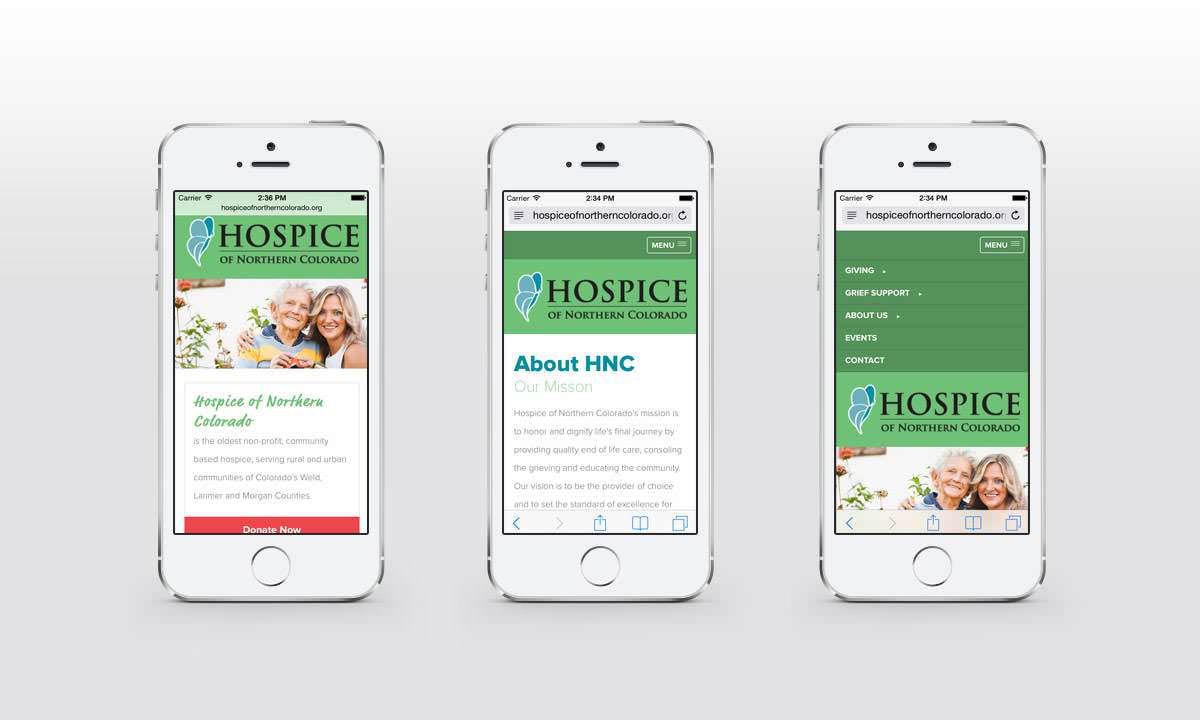 Carrier
2:36 PM
hospiceofnortherncolorado.org
HOSPICE
OF NORTHERN COLORADO
Hospice of Northern
Colorado
is the oldest non-profit, community
based hospice, serving rural and urban
communities of Colorado's Weld,
Larimer and Morgan Counties.
Donate Now
Carrier
2:34 PM
hospiceofnortherncolorado.or
MENU
HOSPICE
OF NORTHERN COLORADO
About HNC
Our Misson
Hospice of Northern Colorado's mission is
to honor and dignify life's final journey by
providing quality end of life care, consoling
the grieving and educating the community.
Our vision is to be the provider of choice
and to set the standard of excellence for
Carrier
2:34 PM
hospiceofnortherncolorado.or
MENU
GIVING
GRIEF SUPPORT
ABOUT US
EVENTS
CONTACT
HOSPICE
OF NORTHERN COLORADO